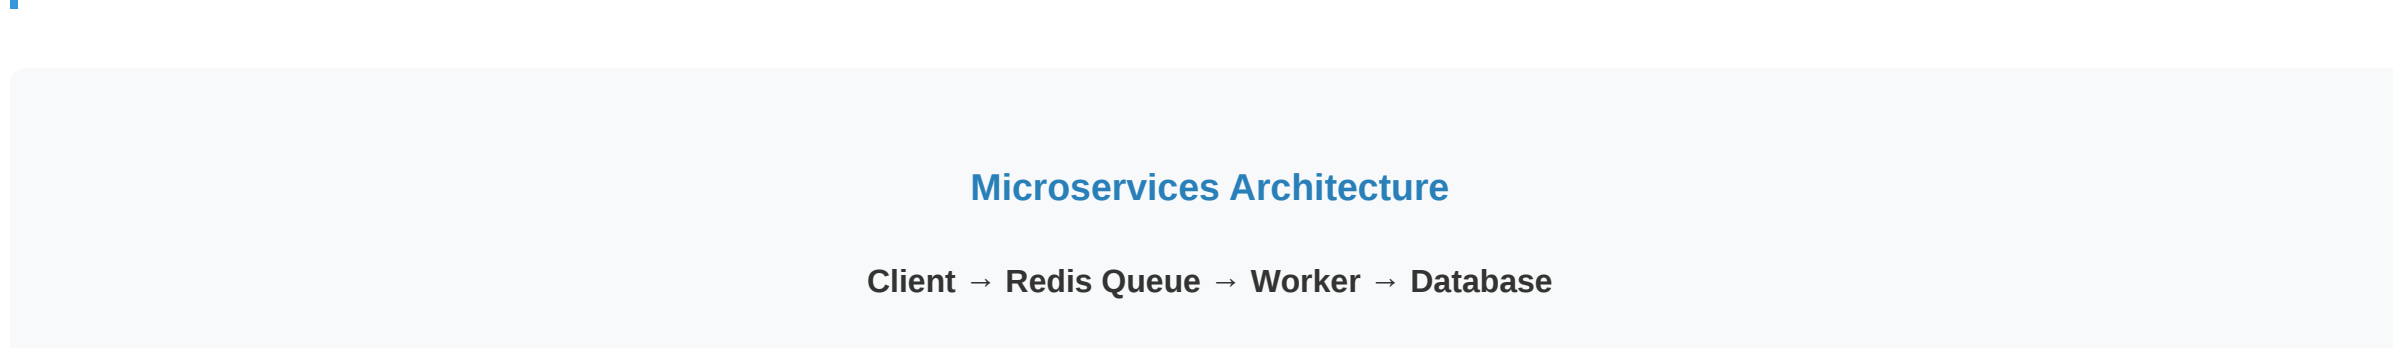 Microservices Architecture
Client → Redis Queue → Worker → Database